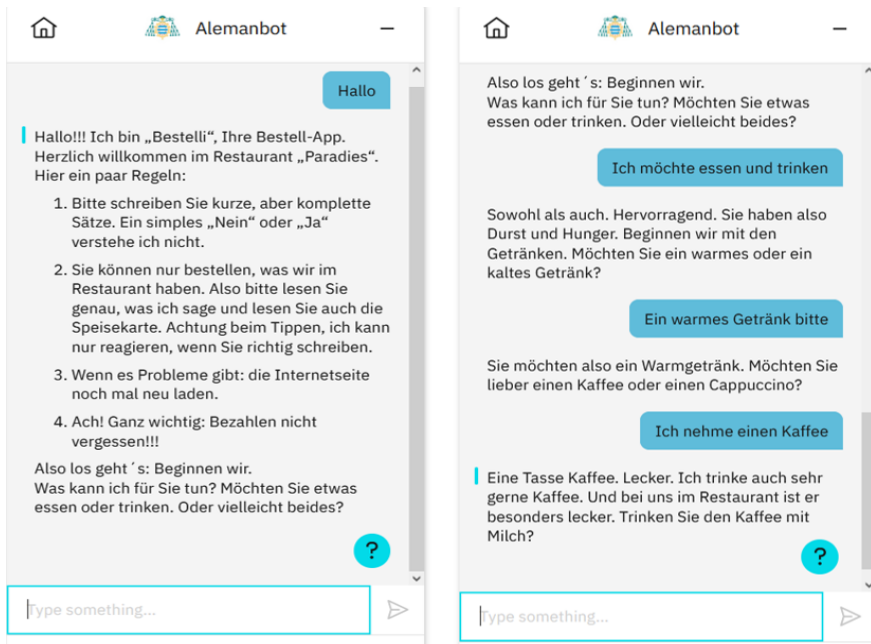 Alemanbot
Hallo
Hallo!!! Ich bin „Bestelli“, Ihre Bestell-App.
Herzlich willkommen im Restaurant „Paradies“.
Hier ein paar Regeln:
1. Bitte schreiben Sie kurze, aber komplette
Sätze. Ein simples „Nein“ oder „Ja“
verstehe ich nicht.
2. Sie können nur bestellen, was wir im
Restaurant haben. Also bitte lesen Sie
genau, was ich sage und lesen Sie auch die
Speisekarte. Achtung beim Tippen, ich kann
nur reagieren, wenn Sie richtig schreiben.
3. Wenn es Probleme gibt: die Internetseite
noch mal neu laden.
4. Ach! Ganz wichtig: Bezahlen nicht
vergessen!!!
Also los geht´s: Beginnen wir.
Was kann ich für Sie tun? Möchten Sie etwas
essen oder trinken. Oder vielleicht beides?
?
Type something...
Alemanbot
Also los geht´s: Beginnen wir.
Was kann ich für Sie tun? Möchten Sie etwas
essen oder trinken. Oder vielleicht beides?
Ich möchte essen und trinken
Sowohl als auch. Hervorragend. Sie haben also
Durst und Hunger. Beginnen wir mit den
Getränken. Möchten Sie ein warmes oder ein
kaltes Getränk?
Ein warmes Getränk bitte
Sie möchten also ein Warmgetränk. Möchten Sie
lieber einen Kaffee oder einen Cappuccino?
Ich nehme einen Kaffee
Eine Tasse Kaffee. Lecker. Ich trinke auch sehr
gerne Kaffee. Und bei uns im Restaurant ist er
besonders lecker. Trinken Sie den Kaffee mit
Milch?
?
Type something...